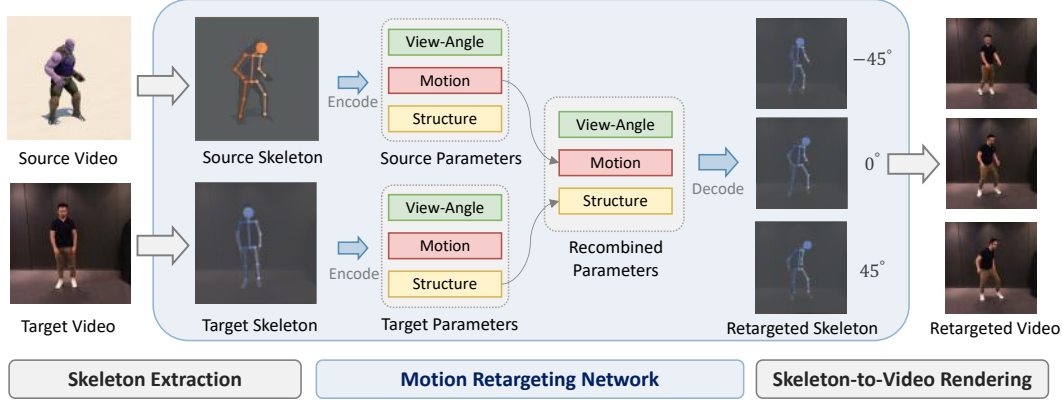 Source Video
Target Video
Source Skeleton
Target Skeleton
Encode
Encode
View-Angle
Motion
Structure
Source Parameters
View-Angle
Motion
Structure
Target Parameters
View-Angle
Motion
Structure
Recombined
Parameters
Decode
−45°
0°
45°
Retargeted Skeleton
Retargeted Video
Skeleton Extraction
Motion Retargeting Network
Skeleton-to-Video Rendering